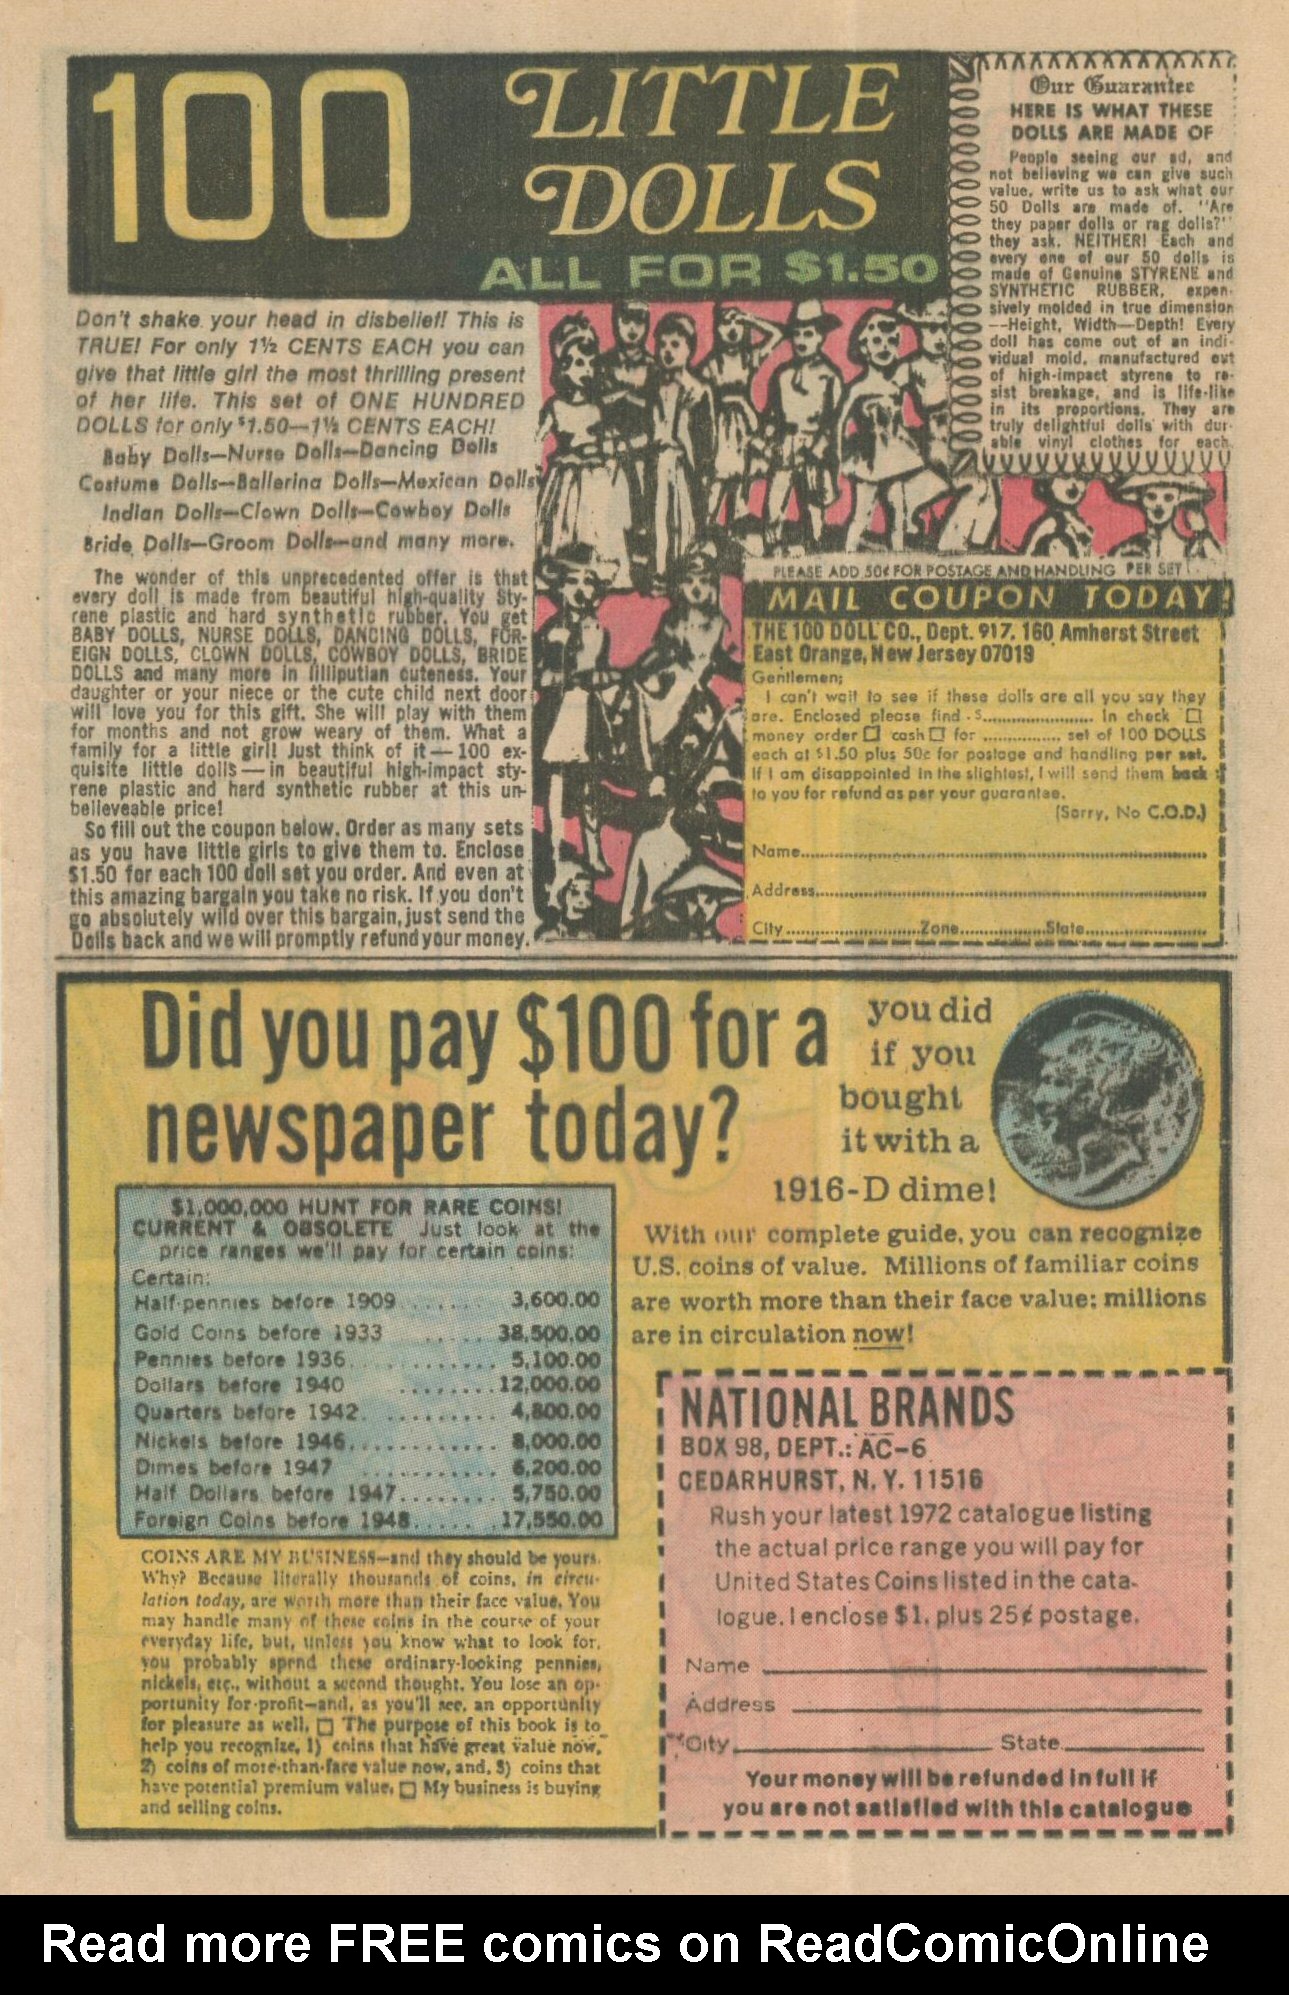 100 LITTLE
DOLLS
ALL FOR $1.50
Don't shake your head in disbelief! This is
TRUE! For only 1½ CENTS EACH you can
give that little girl the most thrilling present
of her life. This set of ONE HUNDRED
DOLLS for only $1.50—1½ CENTS EACH!
Baby Dolls—Nurse Dolls—Dancing Dolls
Costume Dolls—Ballerina Dolls—Mexican Dolls
Indian Dolls—Clown Dolls—Cowboy Dolls
Bride Dolls—Groom Dolls—and many more.
The wonder of this unprecedented offer is that
every doll is made from beautiful high-quality Sty-
rene plastic and hard synthetic rubber. You get
BABY DOLLS, NURSE DOLLS, DANCING DOLLS, FOR-
EIGN DOLLS, CLOWN DOLLS, COWBOY DOLLS, BRIDE
DOLLS and many more in lilliputian cuteness. Your
daughter or your niece or the cute child next door
will love you for this gift. She will play with them
for months and not grow weary of them. What a
family for a little girl! Just think of it—100 ex-
quisite little dolls—in beautiful high-impact sty-
rene plastic and hard synthetic rubber at this un-
believeable price!
So fill out the coupon below. Order as many sets
as you have little girls to give them to. Enclose
$1.50 for each 100 doll set you order. And even at
this amazing bargain you take no risk. If you don't
go absolutely wild over this bargain, just send the
Dolls back and we will promptly refund your money.
Our Guarantee
HERE IS WHAT THESE
DOLLS ARE MADE OF
People seeing our ad, and
not believing we can give such
value, write us to ask what our
50 Dolls are made of. "Are
they paper dolls or rag dolls?"
they ask. NEITHER! Each and
every one of our 50 dolls is
made of Genuine STYRENE and
SYNTHETIC RUBBER, expen-
sively molded in true dimension
--Height, Width—Depth! Every
doll has come out of an indi-
vidual mold, manufactured out
of high-impact styrene to re-
sist breakage, and is life-like
in its proportions. They are
truly delightful dolls with dur-
able vinyl clothes for each.
PLEASE ADD 50¢ FOR POSTAGE AND HANDLING PER SET
MAIL COUPON TODAY!
THE 100 DOLL CO., Dept. 917. 160 Amherst Street
East Orange, New Jersey 07019
Gentlemen;
I can't wait to see if these dolls are all you say they
are. Enclosed please find $........ In check ☐
money order ☐ cash ☐ for ........ set of 100 DOLLS
each at $1.50 plus 50c for postage and handling per set.
If I am disappointed in the slightest, I will send them back
to you for refund as per your guarantee.
(Sorry, No C.O.D.)
Name
Address
City Zone State
Did you pay $100 for a
newspaper today?
you did
if you
bought
it with a
1916-D dime!
With our complete guide, you can recognize
U.S. coins of value. Millions of familiar coins
are worth more than their face value; millions
are in circulation now!
$1,000,000 HUNT FOR RARE COINS!
CURRENT & OBSOLETE Just look at the
price ranges we'll pay for certain coins:
Certain:
Half-pennies before 1909 ....... 3,600.00
Gold Coins before 1933 ...... 38,500.00
Pennies before 1936 ............ 5,100.00
Dollars before 1940 ........ 12,000.00
Quarters before 1942 .......... 4,800.00
Nickels before 1946 ............ 8,000.00
Dimes before 1947 ........... 6,200.00
Half Dollars before 1947 ........ 5,750.00
Foreign Coins before 1948 ....... 17,550.00
COINS ARE MY BUSINESS—and they should be yours.
Why? Because literally thousands of coins, in circu-
lation today, are worth more than their face value. You
may handle many of these coins in the course of your
everyday life, but, unless you know what to look for,
you probably spend these ordinary-looking pennies,
nickels, etc., without a second thought. You lose an op-
portunity for-profit—and, as you'll see, an opportunity
for pleasure as well. ☐ The purpose of this book is to
help you recognize, 1) coins that have great value now,
2) coins of more-than-fare value now, and, 3) coins that
have potential premium value. ☐ My business is buying
and selling coins.
NATIONAL BRANDS
BOX 98, DEPT.: AC-6
CEDARHURST, N. Y. 11516
Rush your latest 1972 catalogue listing
the actual price range you will pay for
United States Coins listed in the cata-
logue. I enclose $1. plus 25¢ postage.
Name
Address
City State
Your money will be refunded in full if
you are not satisfied with this catalogue
Read more FREE comics on ReadComicOnline